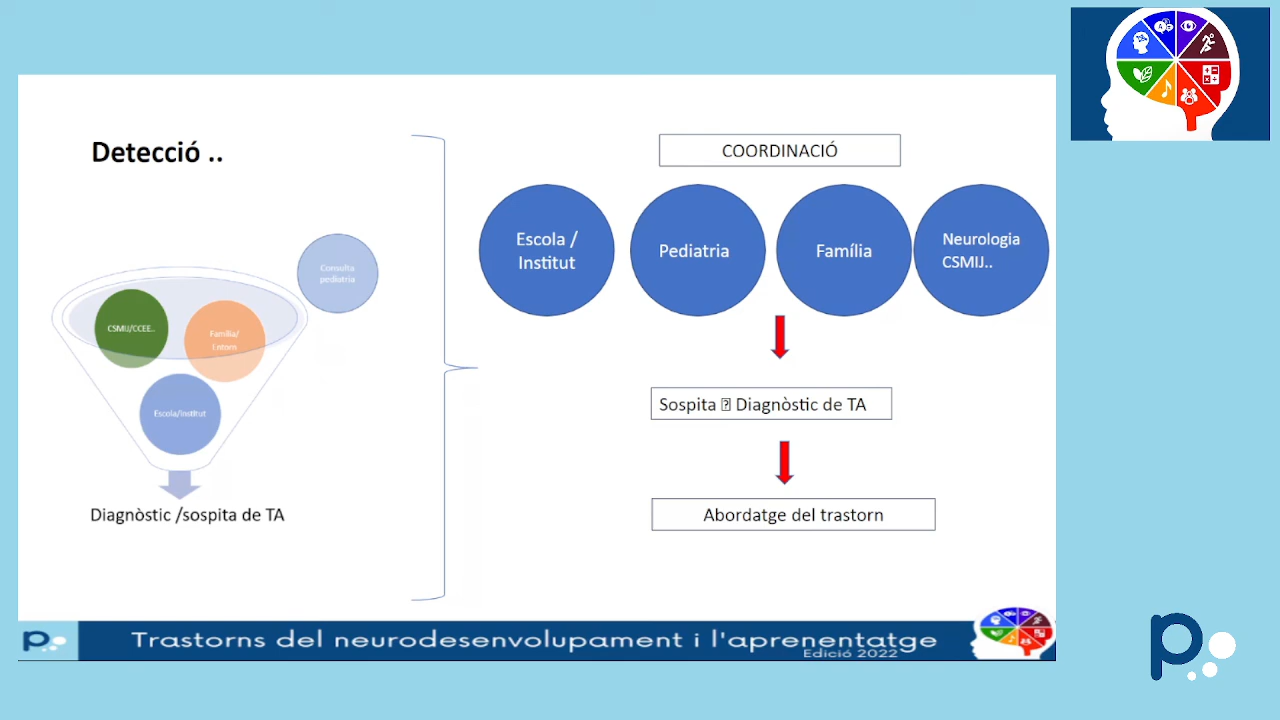 Detecció ..
Consulta
pediatria
CSMIJ/CCEE..
Família/
Entorn
Escola/Institut
Diagnòstic /sospita de TA
COORDINACIÓ
Escola /
Institut
Pediatria
Família
Neurologia
CSMIJ..
Sospita ⍰ Diagnòstic de TA
Abordatge del trastorn
p
Trastorns del neurodesenvolupament i l'aprenentatge
Edició 2022
p